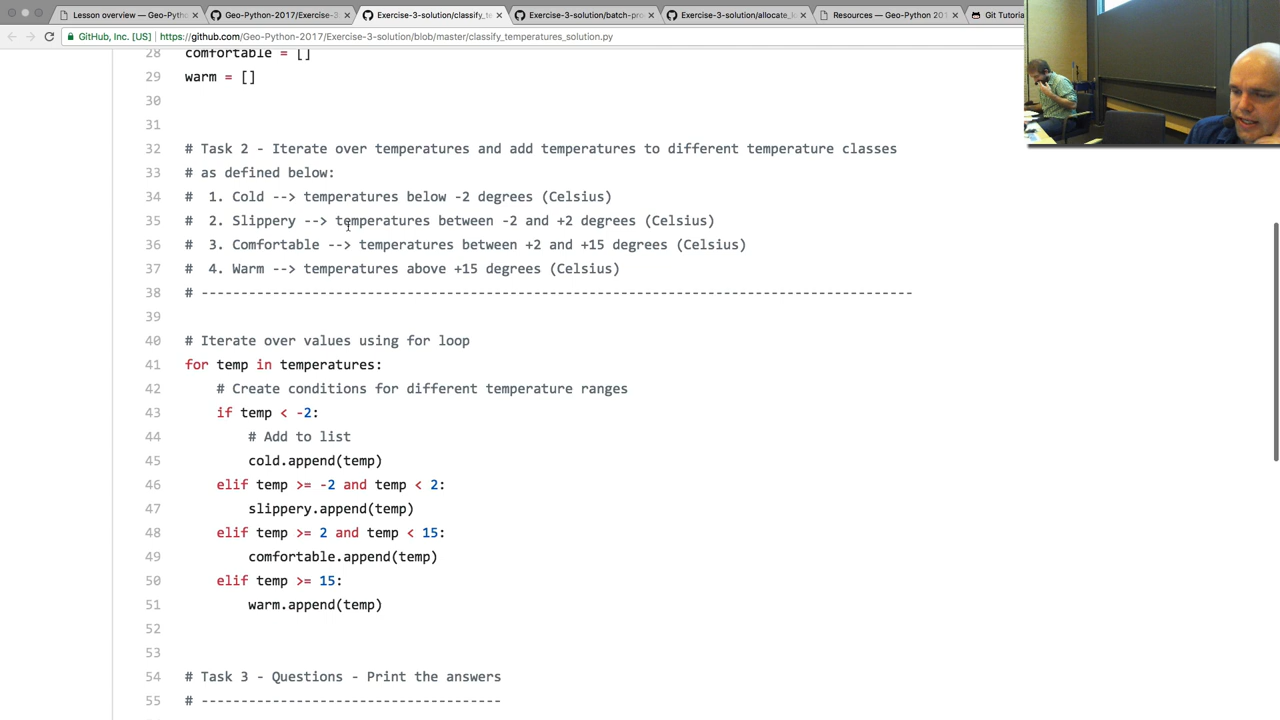 Lesson overview — Geo-Pytho
Geo-Python-2017/Exercise-3
Exercise-3-solution/classify_te
Exercise-3-solution/batch-pro
Exercise-3-solution/allocate_k
Resources — Geo Python 201
Git Tutoria
GitHub, Inc. [US] | https://github.com/Geo-Python-2017/Exercise-3-solution/blob/master/classify_temperatures_solution.py
28 comfortable = []
29 warm = []
30
31
32 # Task 2 - Iterate over temperatures and add temperatures to different temperature classes
33 # as defined below:
34 #  1. Cold --> temperatures below -2 degrees (Celsius)
35 #  2. Slippery --> temperatures between -2 and +2 degrees (Celsius)
36 #  3. Comfortable --> temperatures between +2 and +15 degrees (Celsius)
37 #  4. Warm --> temperatures above +15 degrees (Celsius)
38 # ------------------------------------------------------------------------------------------
39
40 # Iterate over values using for loop
41 for temp in temperatures:
42     # Create conditions for different temperature ranges
43     if temp < -2:
44         # Add to list
45         cold.append(temp)
46     elif temp >= -2 and temp < 2:
47         slippery.append(temp)
48     elif temp >= 2 and temp < 15:
49         comfortable.append(temp)
50     elif temp >= 15:
51         warm.append(temp)
52
53
54 # Task 3 - Questions - Print the answers
55 # --------------------------------------